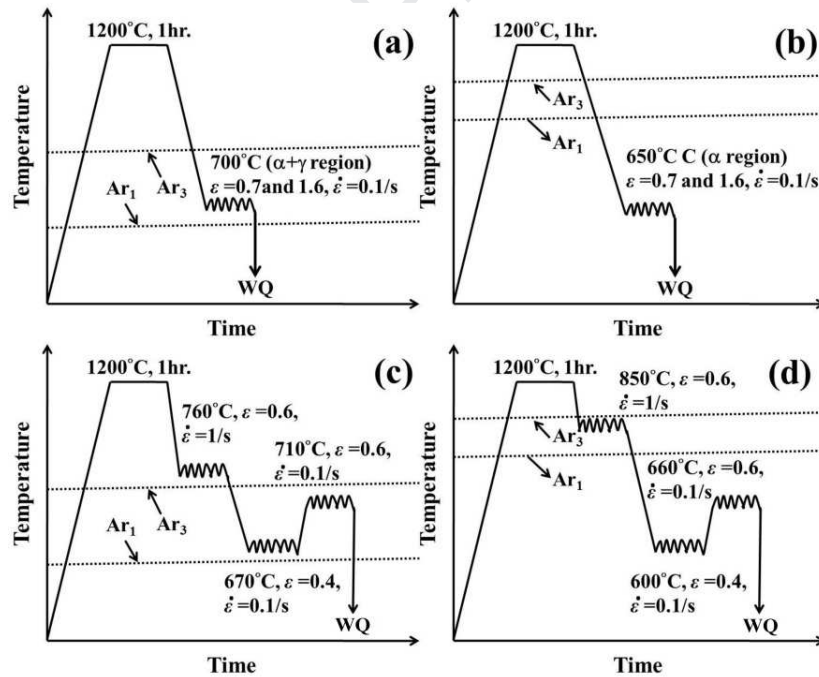 1200°C, 1hr.
(a)
Temperature
Ar₃
Ar₁
700°C (α+γ region)
ε =0.7 and 1.6, ε̇ =0.1/s
WQ
Time
1200°C, 1hr.
(b)
Temperature
Ar₃
Ar₁
650°C C (α region)
ε =0.7 and 1.6, ε̇ =0.1/s
WQ
Time
1200°C, 1hr.
(c)
Temperature
760°C, ε =0.6,
ε̇ =1/s
710°C, ε =0.6,
ε̇ =0.1/s
Ar₁
Ar₃
670°C, ε =0.4,
ε̇ =0.1/s
WQ
Time
1200°C, 1hr.
(d)
Temperature
850°C, ε =0.6,
ε̇ =1/s
Ar₃
Ar₁
660°C, ε =0.6,
ε̇ =0.1/s
600°C, ε =0.4,
ε̇ =0.1/s
WQ
Time